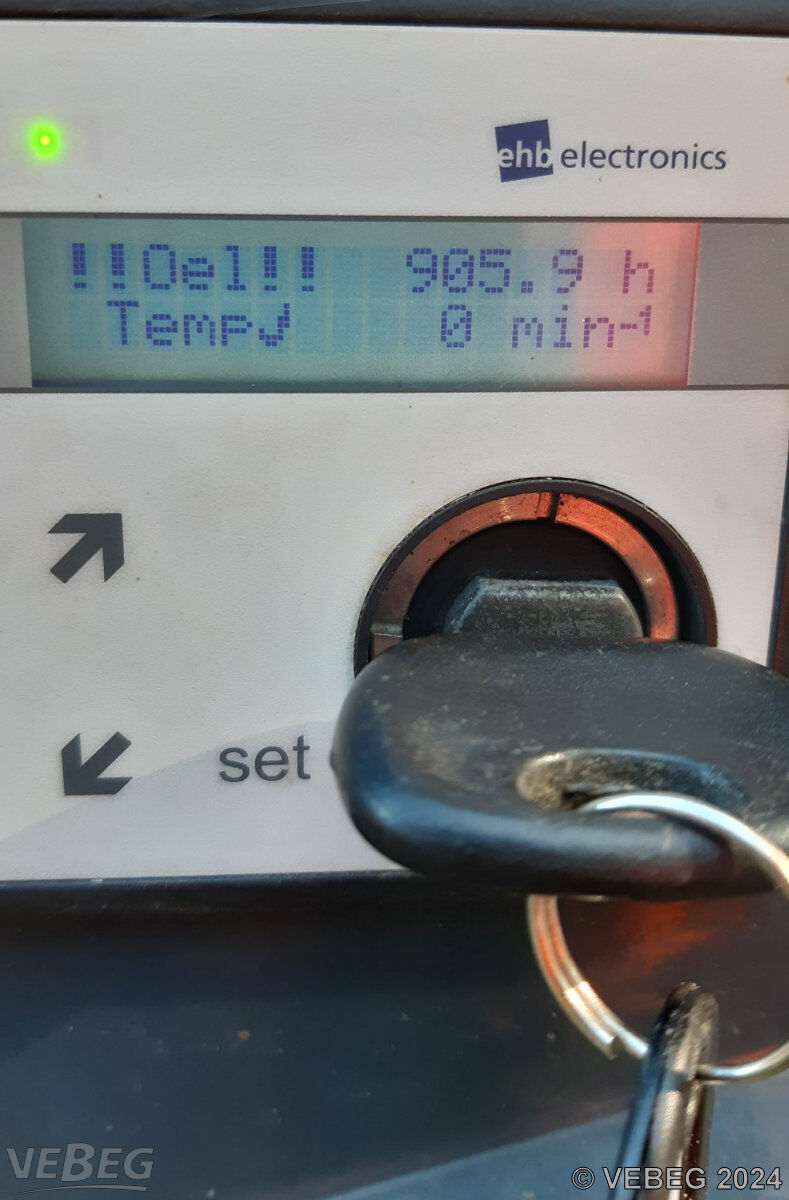 ehb electronics
!!Oel!! 905.9 h
Temp✓ 0 min⁻¹
set
VEBEG
© VEBEG 2024